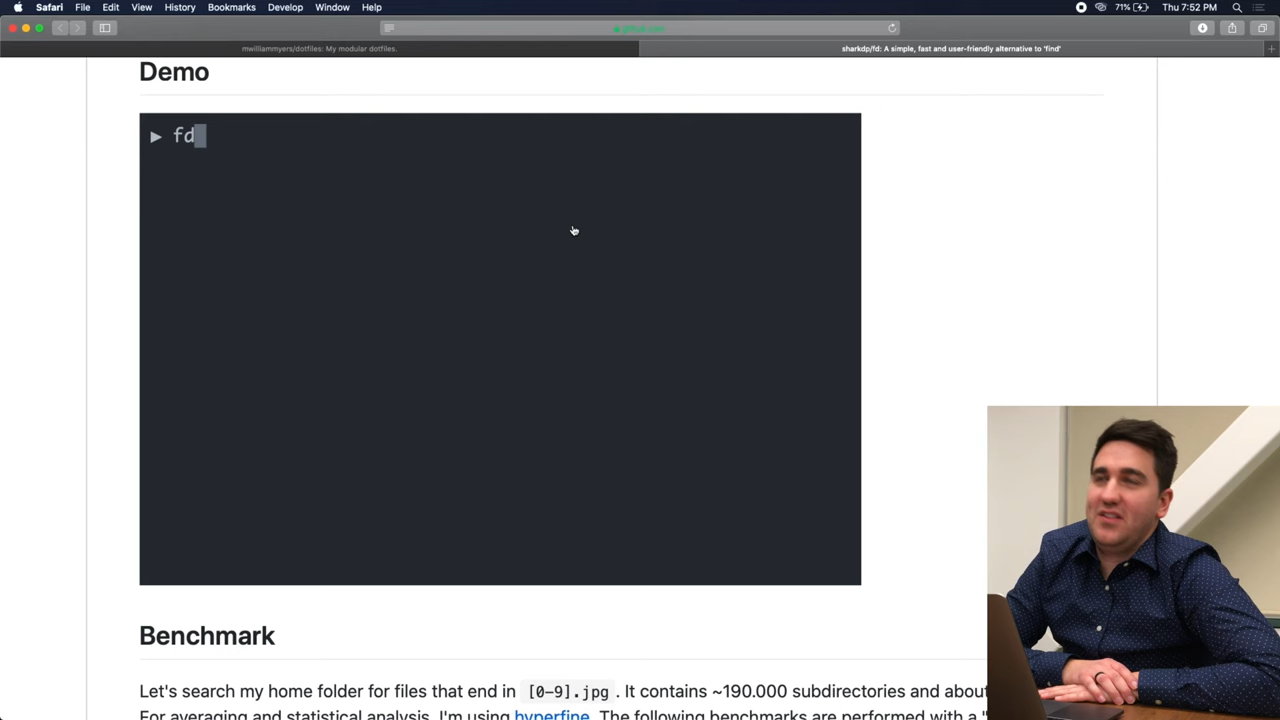 Safari File Edit View History Bookmarks Develop Window Help 71% Thu 7:52 PM
github.com
mwilliammyers/dotfiles: My modular dotfiles. sharkdp/fd: A simple, fast and user-friendly alternative to 'find'
Demo
▶ fd
Benchmark
Let's search my home folder for files that end in [0-9].jpg . It contains ~190.000 subdirectories and about
For averaging and statistical analysis, I'm using hyperfine. The following benchmarks are performed with a "